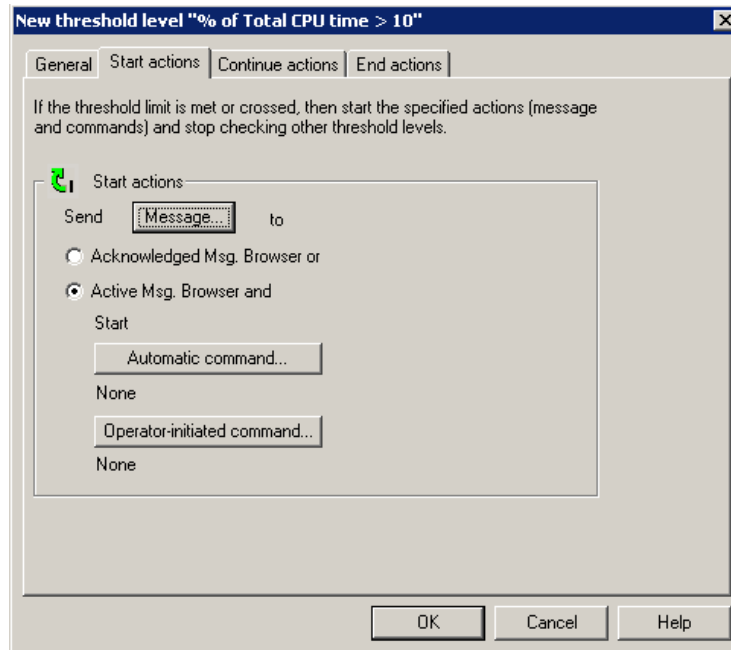 New threshold level "% of Total CPU time > 10"
General Start actions Continue actions End actions
If the threshold limit is met or crossed, then start the specified actions (message
and commands) and stop checking other threshold levels.
Start actions
Send Message... to
Acknowledged Msg. Browser or
Active Msg. Browser and
Start
Automatic command...
None
Operator-initiated command...
None
OK Cancel Help